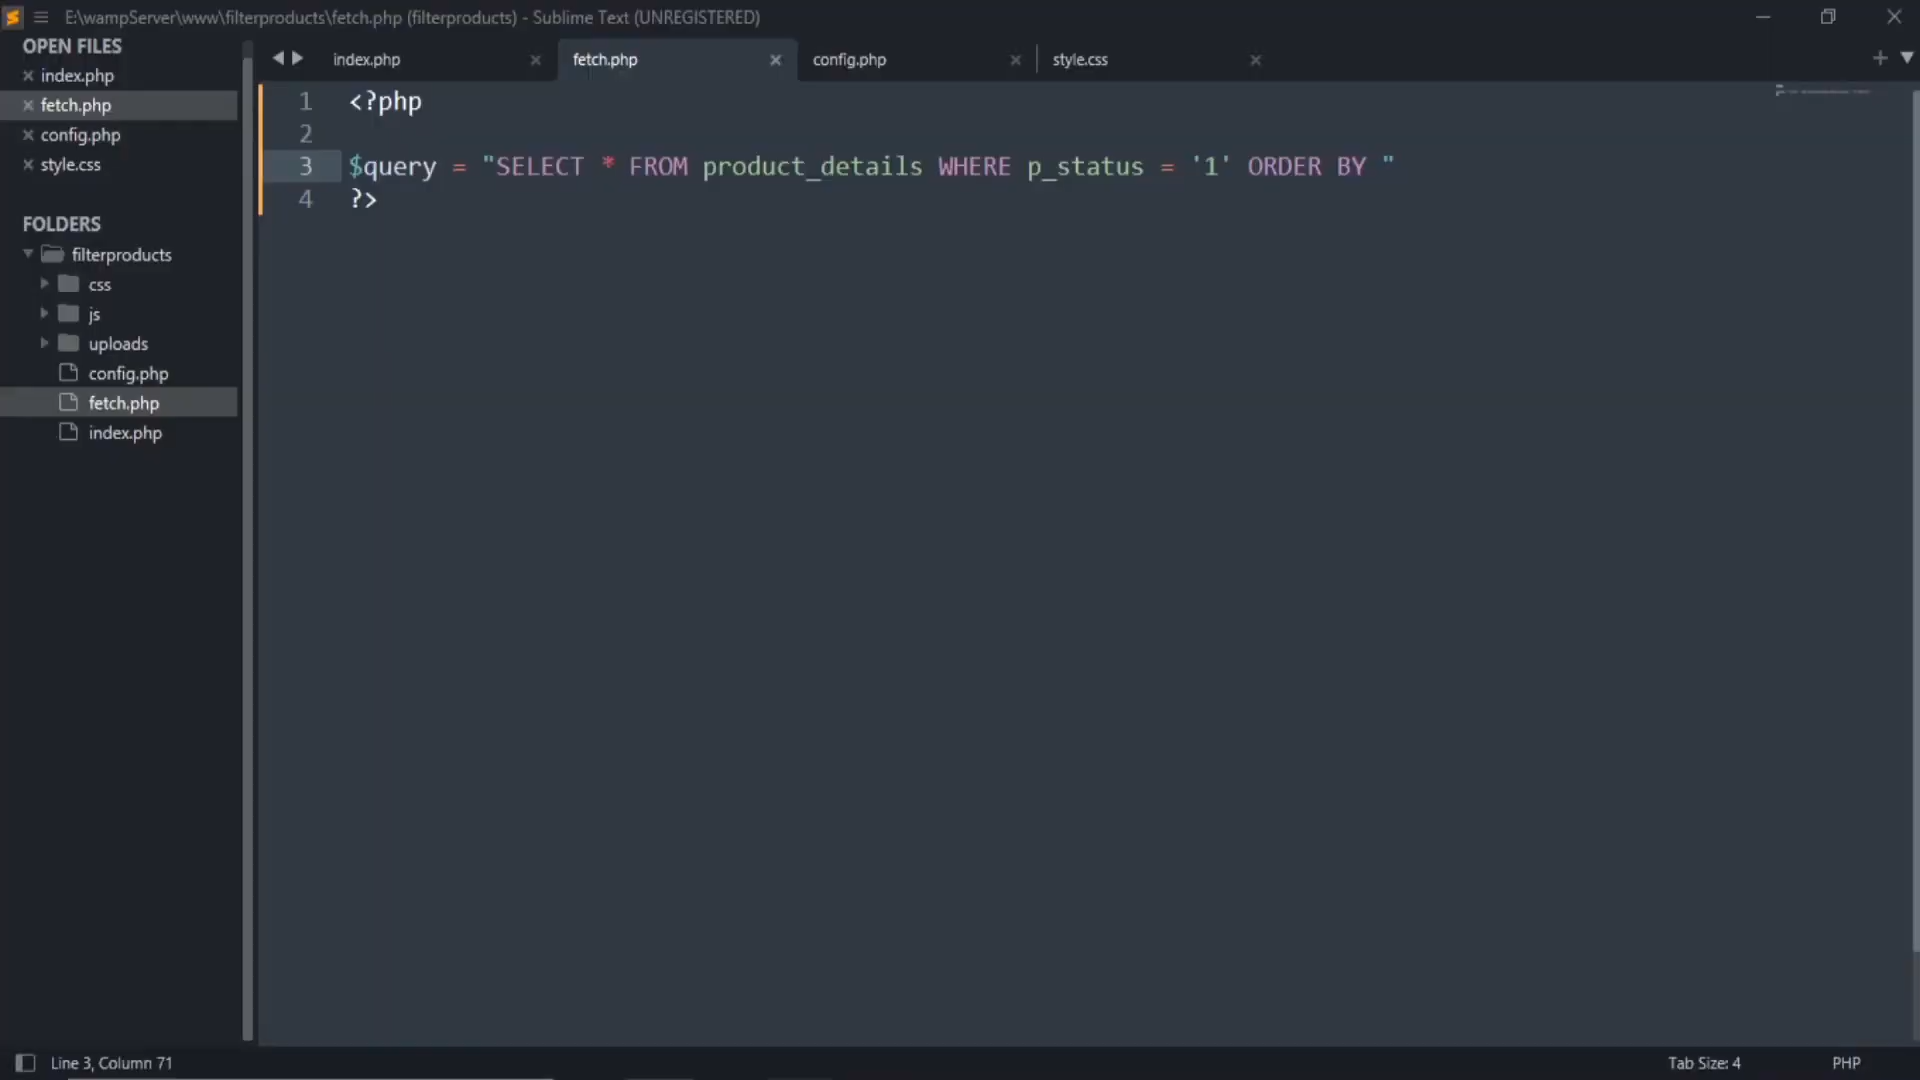 E:\wampServer\www\filterproducts\fetch.php (filterproducts) - Sublime Text (UNREGISTERED)
OPEN FILES
index.php
fetch.php
config.php
style.css
FOLDERS
filterproducts
css
js
uploads
config.php
fetch.php
index.php
index.php fetch.php config.php style.css
1 <?php
2
3 $query = "SELECT * FROM product_details WHERE p_status = '1' ORDER BY "
4 ?>
Line 3, Column 71 Tab Size: 4 PHP